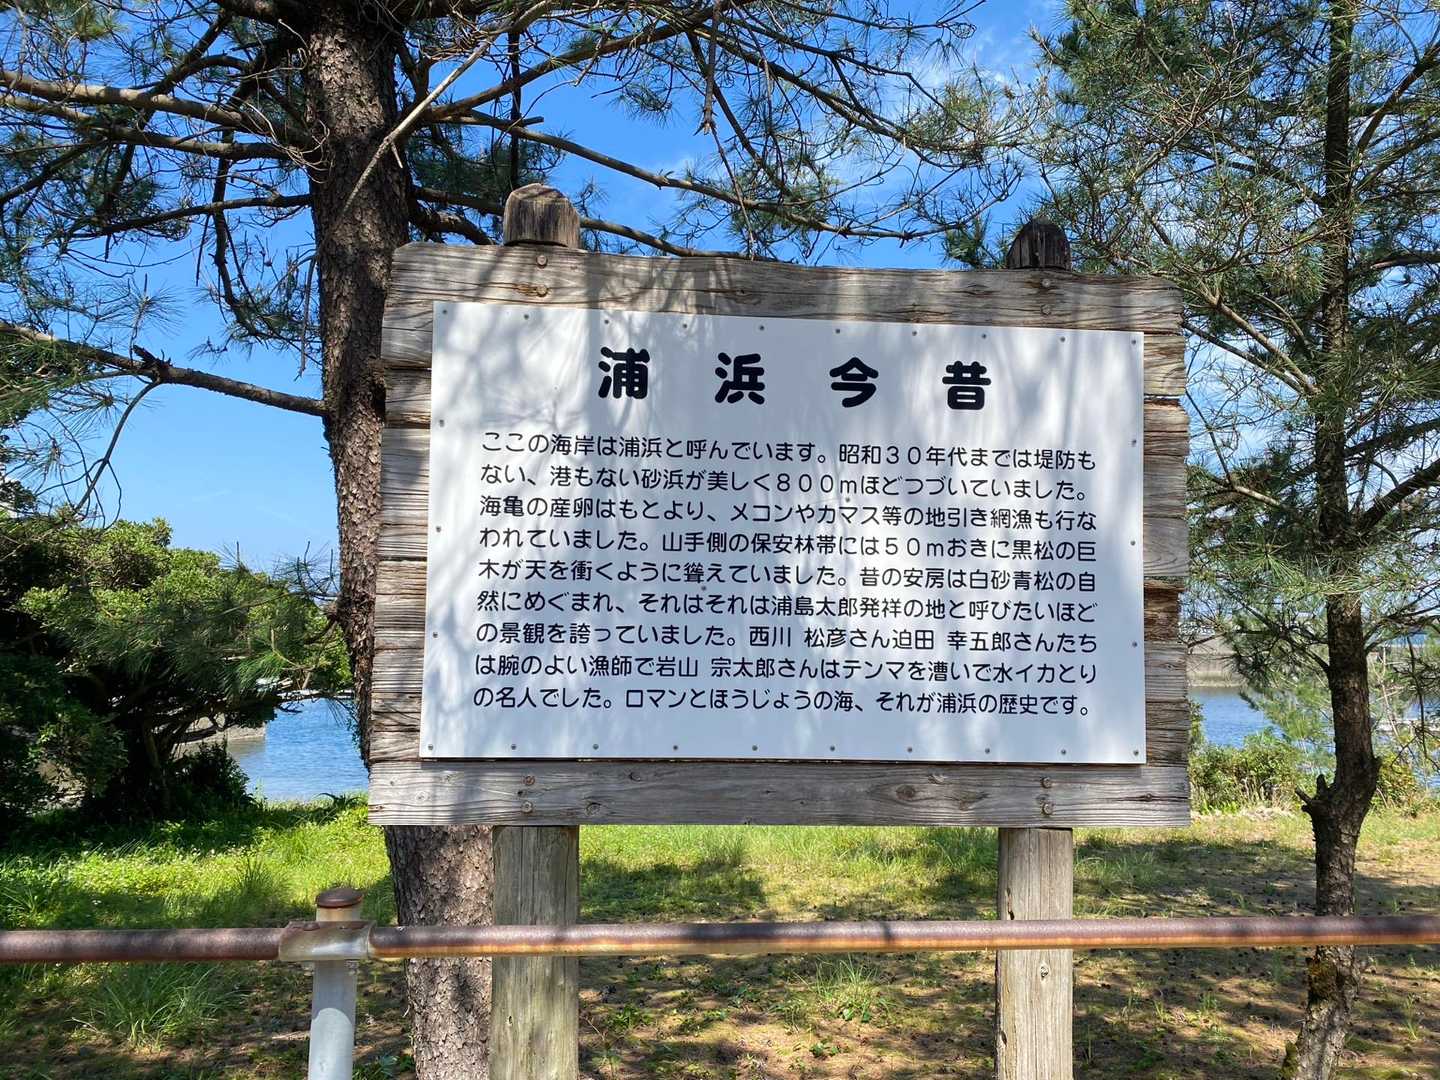 浦浜今昔
ここの海岸は浦浜と呼んでいます。昭和３０年代までは堤防も
ない、港もない砂浜が美しく８００ｍほどつづいていました。
海亀の産卵はもとより、メコンやカマス等の地引き網漁も行な
われていました。山手側の保安林帯には５０ｍおきに黒松の巨
木が天を衝くように聳えていました。昔の安房は白砂青松の自
然にめぐまれ、それはそれは浦島太郎発祥の地と呼びたいほど
の景観を誇っていました。西川 松彦さん迫田 幸五郎さんたち
は腕のよい漁師で岩山 宗太郎さんはテンマを漕いで水イカとり
の名人でした。ロマンとほうじょうの海、それが浦浜の歴史です。